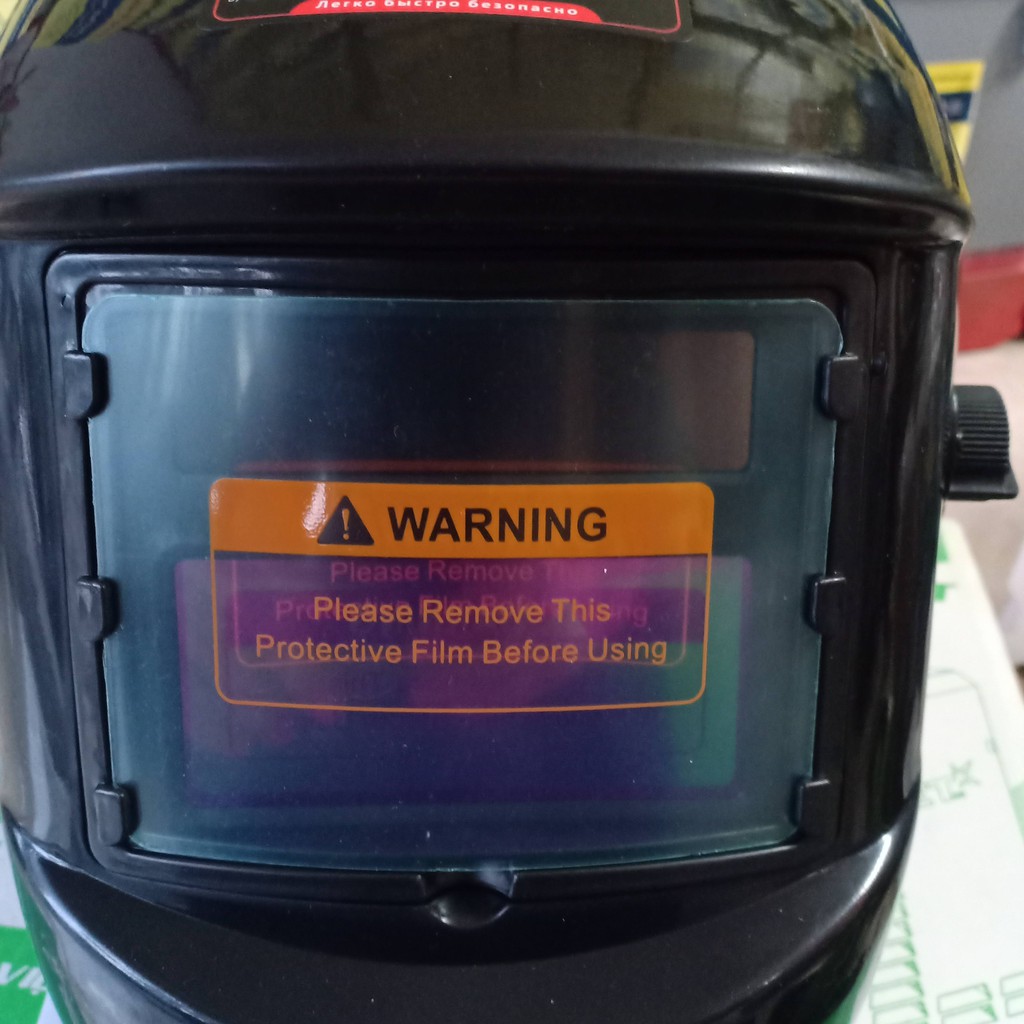 Легко быстро безопасно
WARNING
Please Remove This
Protective Film Before Using